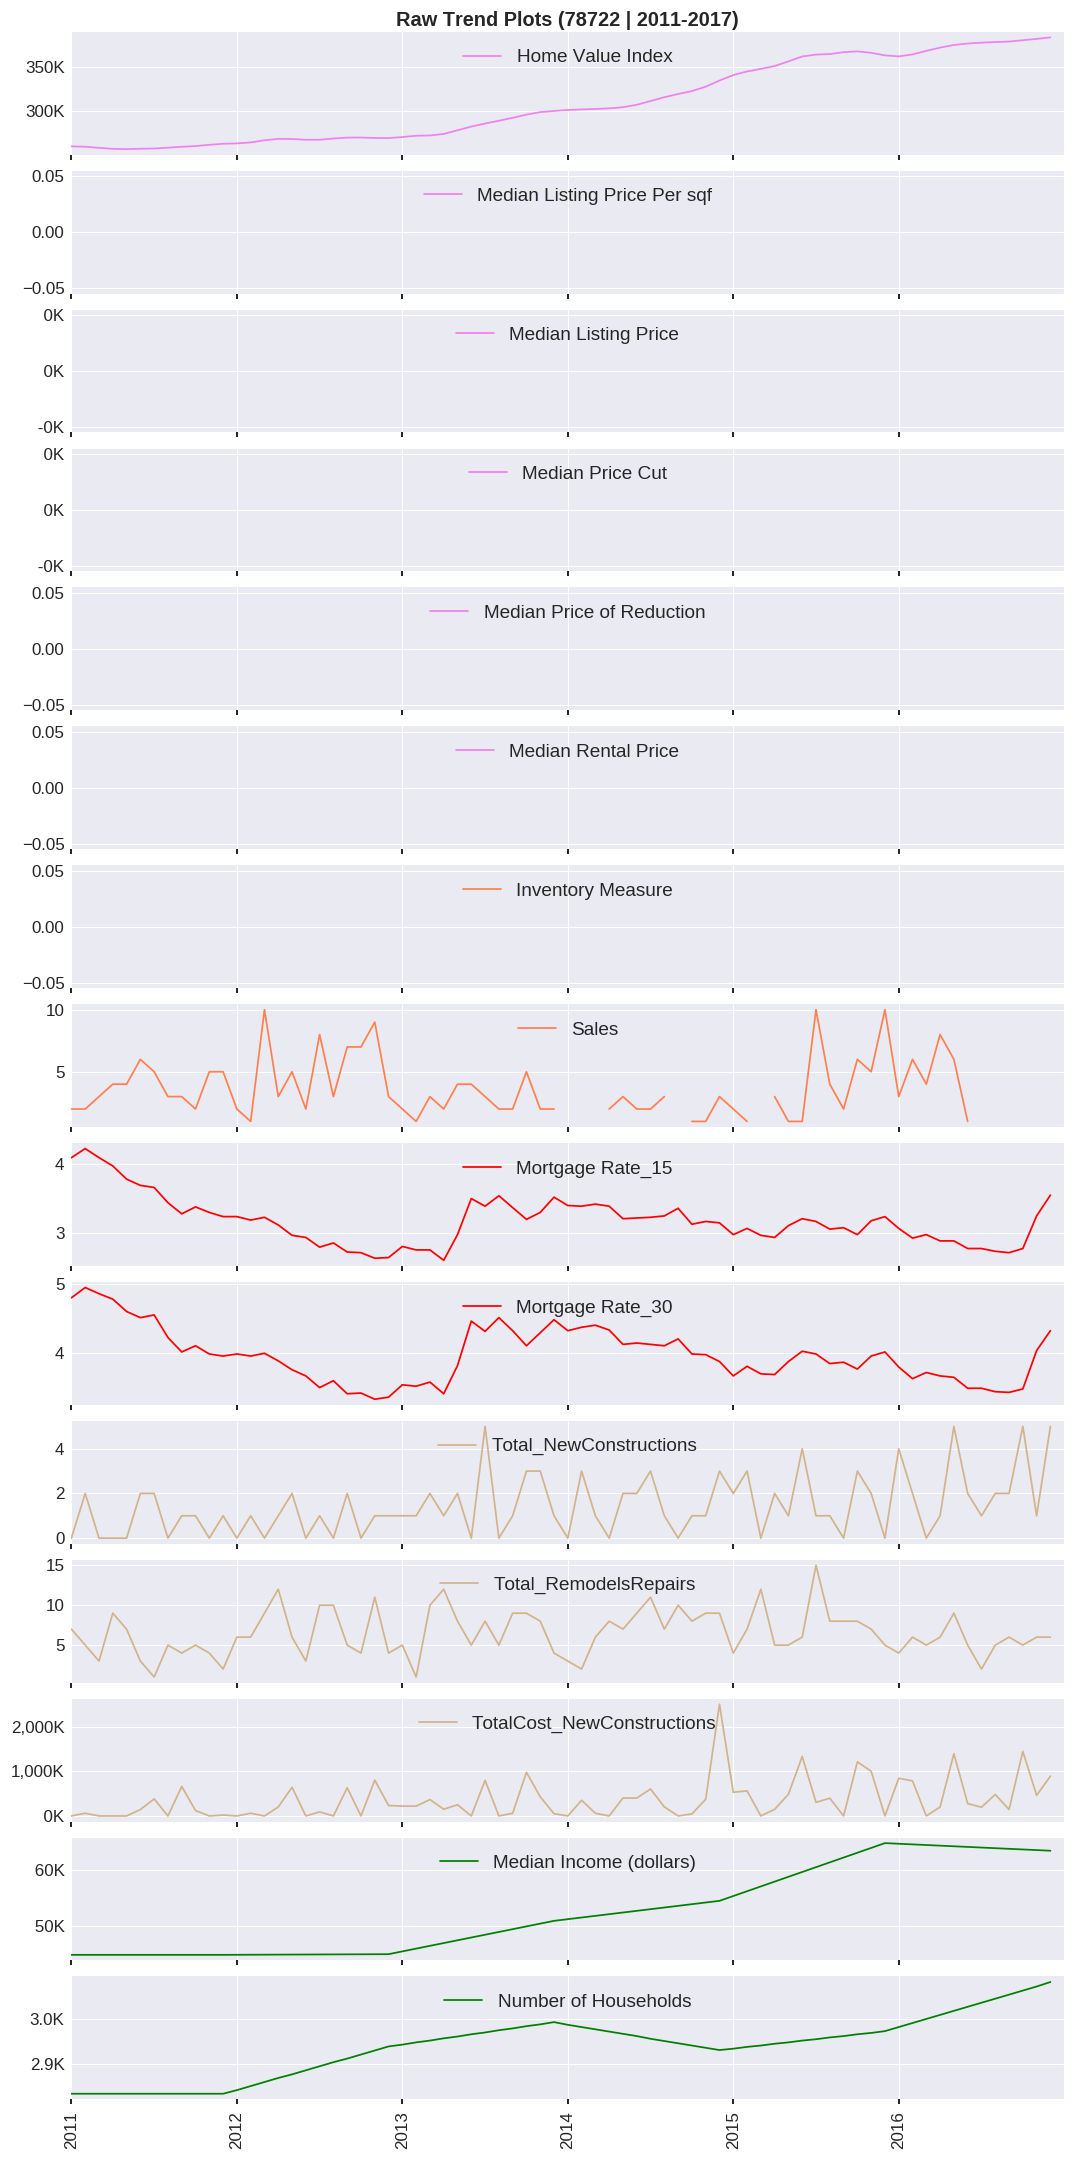 Raw Trend Plots (78722 | 2011-2017)
Home Value Index
350K
300K
Median Listing Price Per sqf
0.05
0.00
−0.05
Median Listing Price
0K
0K
-0K
Median Price Cut
0K
0K
-0K
Median Price of Reduction
0.05
0.00
−0.05
Median Rental Price
0.05
0.00
−0.05
Inventory Measure
0.05
0.00
−0.05
Sales
10
5
Mortgage Rate_15
4
3
Mortgage Rate_30
5
4
Total_NewConstructions
4
2
0
Total_RemodelsRepairs
15
10
5
TotalCost_NewConstructions
2,000K
1,000K
0K
Median Income (dollars)
60K
50K
Number of Households
3.0K
2.9K
2011 2012 2013 2014 2015 2016